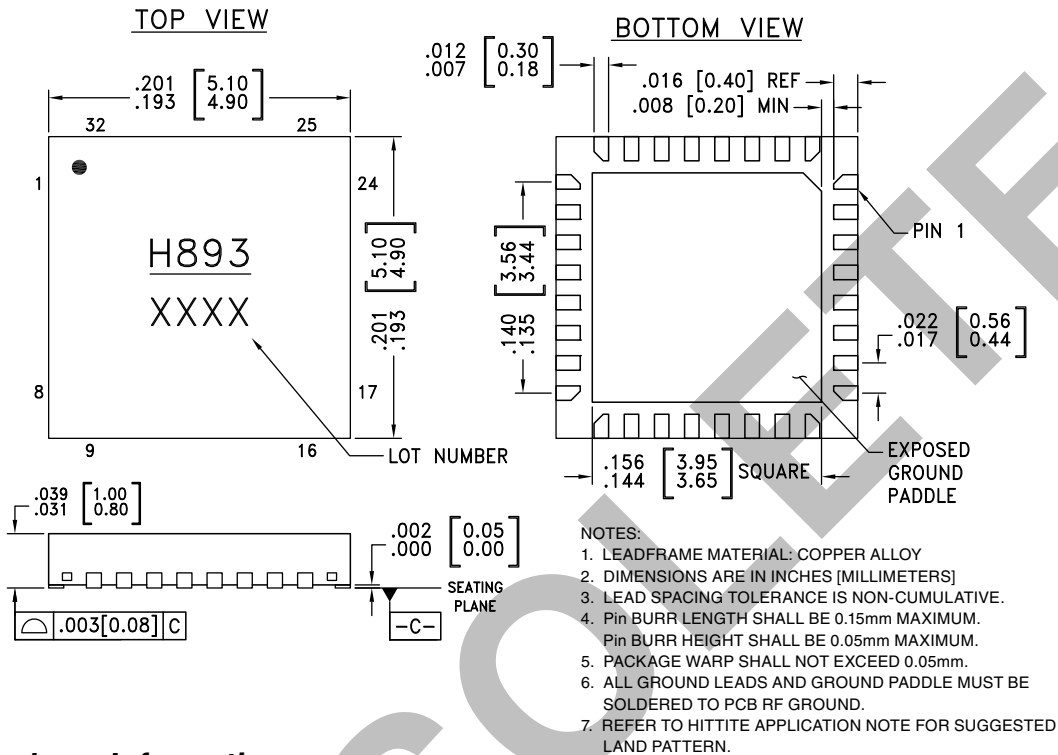 TOP VIEW
.201 [5.10]
.193 [4.90]
32
25
1
24
H893
XXXX
[5.10]
[4.90]
.201
.193
8
17
9
16
LOT NUMBER
BOTTOM VIEW
.012 [0.30]
.007 [0.18]
.016 [0.40] REF
.008 [0.20] MIN
PIN 1
[3.56]
[3.44]
.140
.135
.022 [0.56]
.017 [0.44]
.156 [3.95] SQUARE
.144 [3.65]
EXPOSED
GROUND
PADDLE
.039 [1.00]
.031 [0.80]
.002 [0.05]
.000 [0.00]
SEATING
PLANE
.003[0.08] C
-C-
NOTES:
1. LEADFRAME MATERIAL: COPPER ALLOY
2. DIMENSIONS ARE IN INCHES [MILLIMETERS]
3. LEAD SPACING TOLERANCE IS NON-CUMULATIVE.
4. Pin BURR LENGTH SHALL BE 0.15mm MAXIMUM.
Pin BURR HEIGHT SHALL BE 0.05mm MAXIMUM.
5. PACKAGE WARP SHALL NOT EXCEED 0.05mm.
6. ALL GROUND LEADS AND GROUND PADDLE MUST BE
SOLDERED TO PCB RF GROUND.
7. REFER TO HITTITE APPLICATION NOTE FOR SUGGESTED
LAND PATTERN.